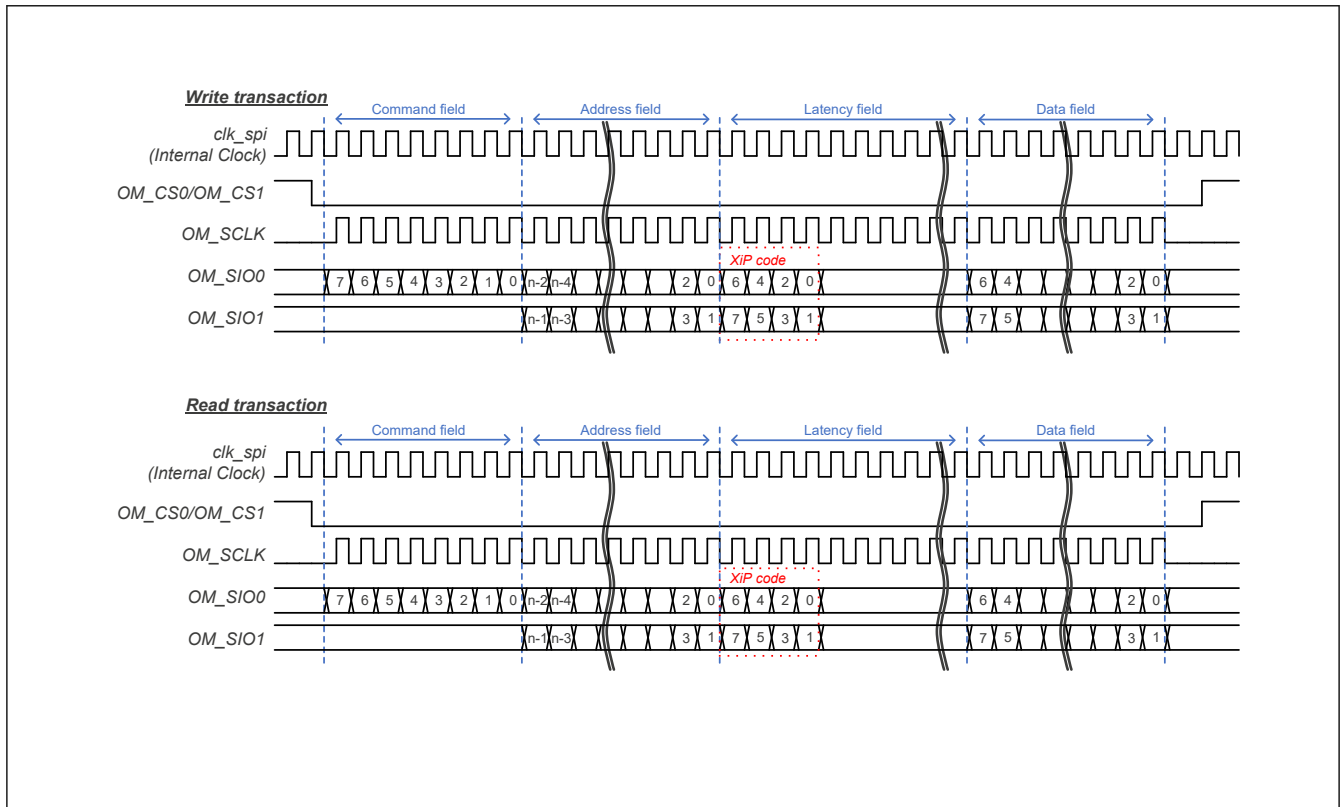 Write transaction
Command field Address field Latency field Data field
clk_spi
(Internal Clock)
OM_CS0/OM_CS1
OM_SCLK
XiP code
OM_SIO0 7 6 5 4 3 2 1 0 n-2 n-4 2 0 6 4 2 0 6 4 2 0
OM_SIO1 n-1 n-3 3 1 7 5 3 1 7 5 3 1
Read transaction
Command field Address field Latency field Data field
clk_spi
(Internal Clock)
OM_CS0/OM_CS1
OM_SCLK
XiP code
OM_SIO0 7 6 5 4 3 2 1 0 n-2 n-4 2 0 6 4 2 0 6 4 2 0
OM_SIO1 n-1 n-3 3 1 7 5 3 1 7 5 3 1